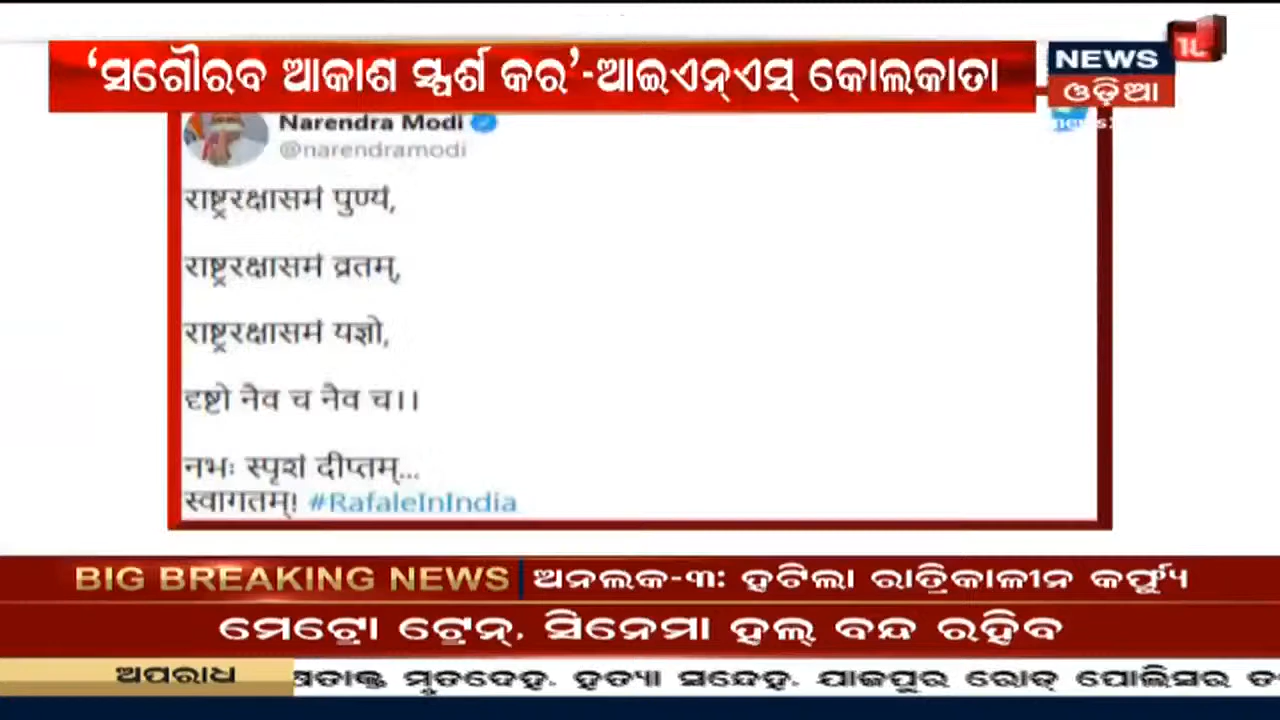 ‘ସଗୌରବ ଆକାଶ ସ୍ପର୍ଶ କର’-ଆଇଏନ୍ଏସ୍ କୋଲକାତା
NEWS 18
ଓଡ଼ିଆ
Narendra Modi
@narendramodi
राष्ट्ररक्षासमं पुण्यं,
राष्ट्ररक्षासमं व्रतम्,
राष्ट्ररक्षासमं यज्ञो,
दृष्टो नैव च नैव च।।
नभः स्पृशं दीप्तम्...
स्वागतम्! #RafaleInIndia
BIG BREAKING NEWS ଅନଲକ-୩: ହଟିଲା ରାତ୍ରିକାଳୀନ କର୍ଫ୍ୟୁ
ମେଟ୍ରୋ ଟ୍ରେନ୍, ସିନେମା ହଲ୍ ବନ୍ଦ ରହିବ
ଅପରାଧ ମୃତଦେହ, ହତ୍ୟା ସନ୍ଦେହ, ଯାଜପୁର ରୋଡ୍ ପୋଲିସର